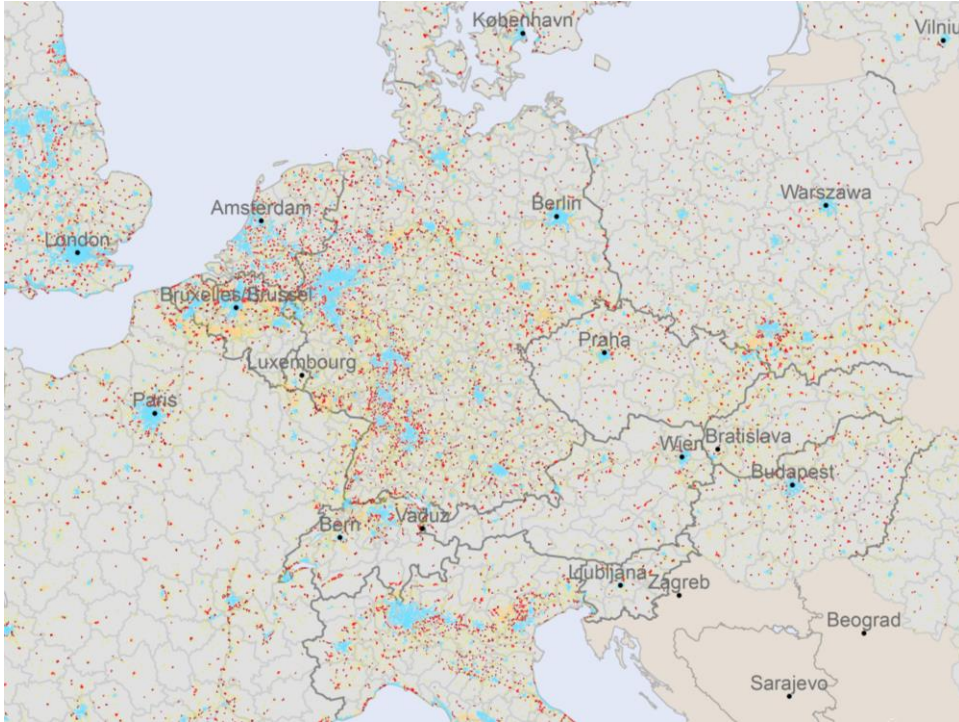 København
Vilniu
Warszawa
Berlin
Amsterdam
London
Bruxelles/Brussel
Praha
Luxembourg
Paris
Wien
Bratislava
Budapest
Vaduz
Bern
Ljubljana
Zagreb
Beograd
Sarajevo